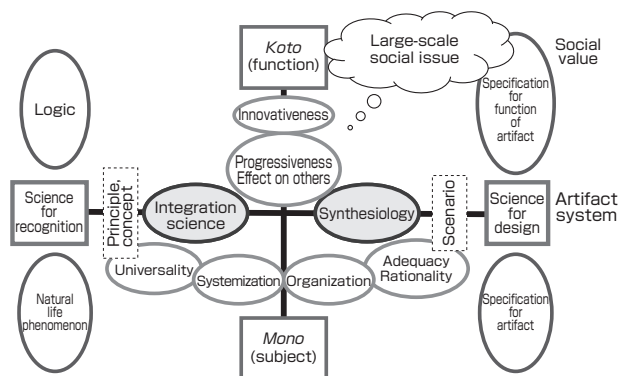 Koto
(function)
Large-scale
social issue
Social
value
Logic
Innovativeness
Specification
for
function
of
artifact
Progressiveness
Effect on others
Science
for
recognition
Principle,
concept
Integration
science
Synthesiology
Scenario
Science
for
design
Artifact
system
Universality
Systemization
Organization
Adequacy
Rationality
Natural
life
phenomenon
Mono
(subject)
Specification
for
artifact